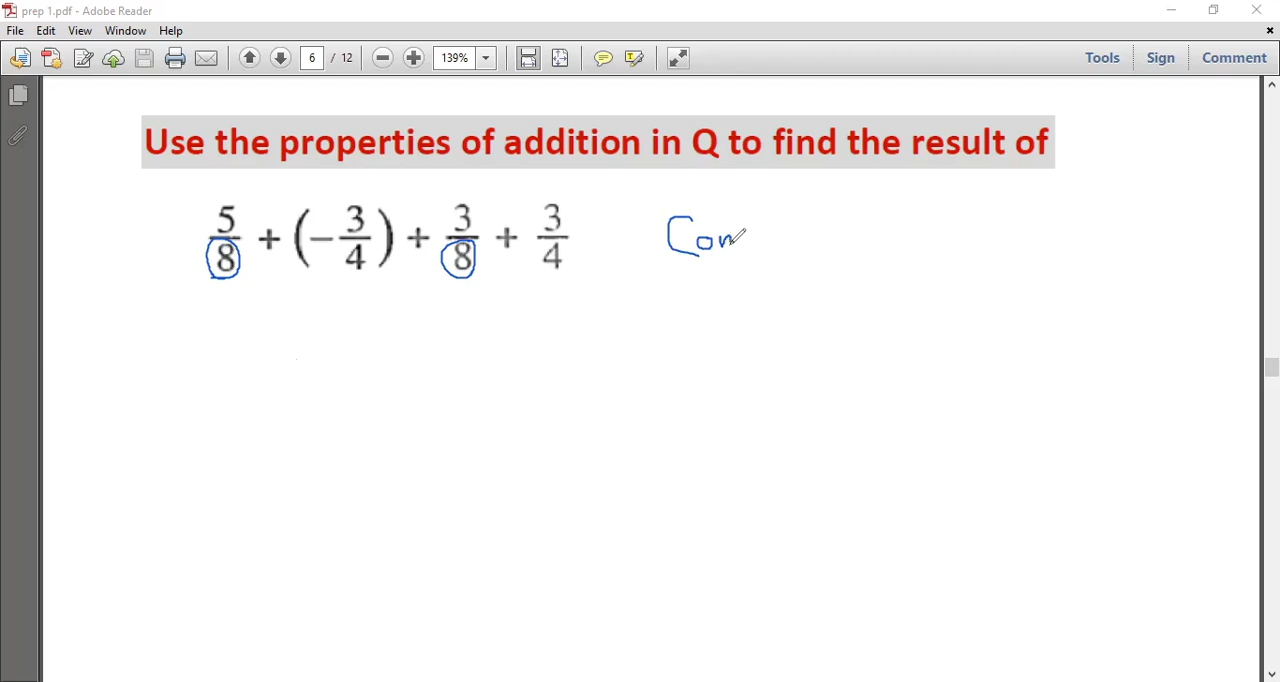 prep 1.pdf - Adobe Reader
File Edit View Window Help
6 / 12 139% Tools Sign Comment
Use the properties of addition in Q to find the result of
5/8 + (−3/4) + 3/8 + 3/4 Com